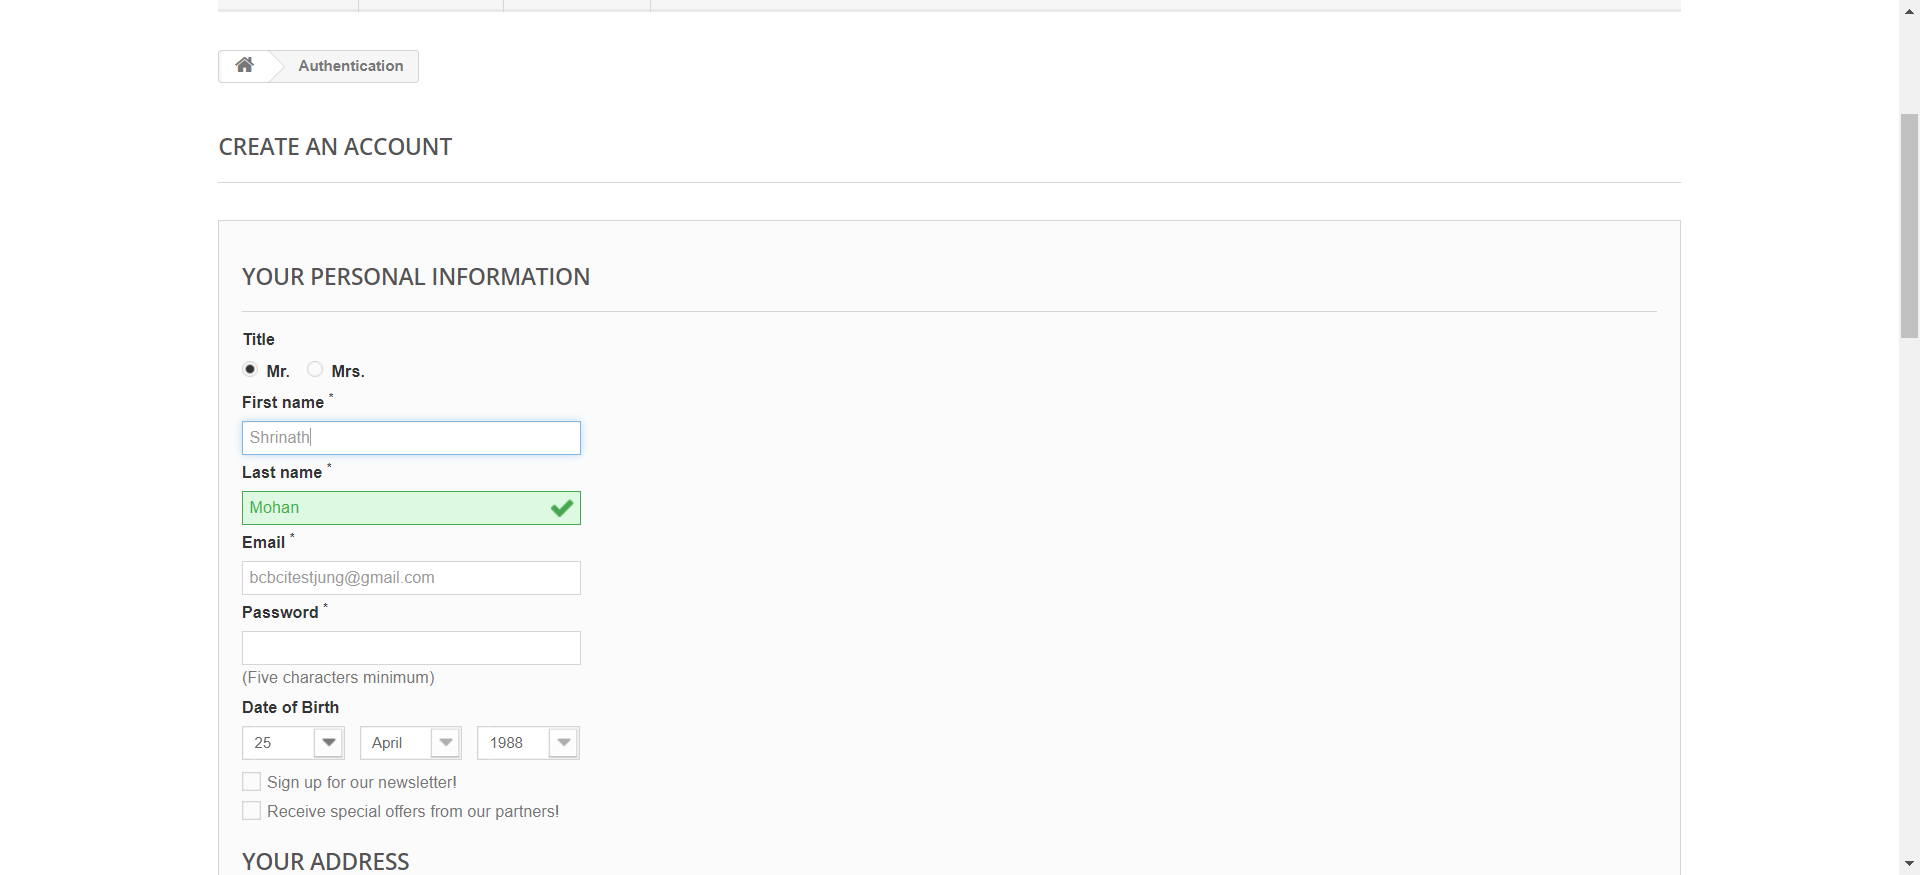 Authentication
CREATE AN ACCOUNT
YOUR PERSONAL INFORMATION
Title
Mr. Mrs.
First name *
Shrinath
Last name *
Mohan
Email *
bcbcitestjung@gmail.com
Password *
(Five characters minimum)
Date of Birth
25 April 1988
Sign up for our newsletter!
Receive special offers from our partners!
YOUR ADDRESS